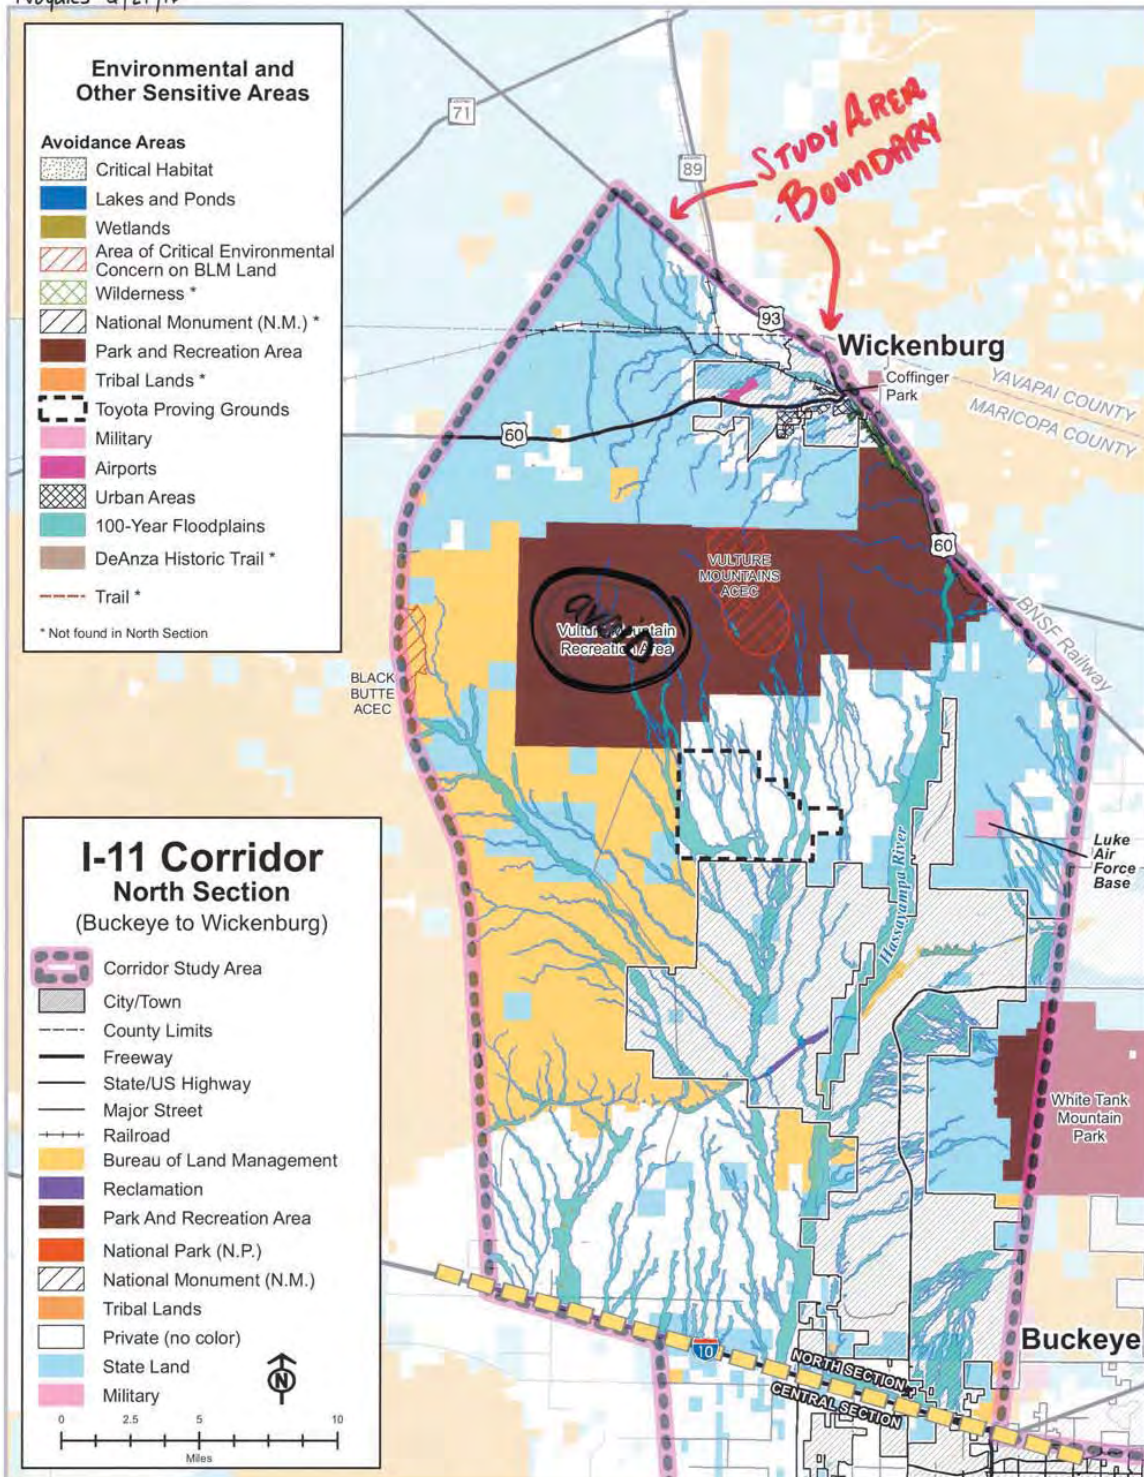 Environmental and
Other Sensitive Areas
Avoidance Areas
Critical Habitat
Lakes and Ponds
Wetlands
Area of Critical Environmental
Concern on BLM Land
Wilderness *
National Monument (N.M.) *
Park and Recreation Area
Tribal Lands *
Toyota Proving Grounds
Military
Airports
Urban Areas
100-Year Floodplains
DeAnza Historic Trail *
Trail *
* Not found in North Section
71
89
STUDY AREA
BOUNDARY
93
Wickenburg
Coffinger
Park
YAVAPAI COUNTY
MARICOPA COUNTY
60
60
VULTURE
MOUNTAINS
ACEC
avoid
Vulture Mountain
Recreation Area
BNSF Railway
BLACK
BUTTE
ACEC
Luke
Air
Force
Base
Hassayampa River
White Tank
Mountain
Park
I-11 Corridor
North Section
(Buckeye to Wickenburg)
Corridor Study Area
City/Town
County Limits
Freeway
State/US Highway
Major Street
Railroad
Bureau of Land Management
Reclamation
Park And Recreation Area
National Park (N.P.)
National Monument (N.M.)
Tribal Lands
Private (no color)
State Land
Military
N
0 2.5 5 10
Miles
10
NORTH SECTION
CENTRAL SECTION
Buckeye